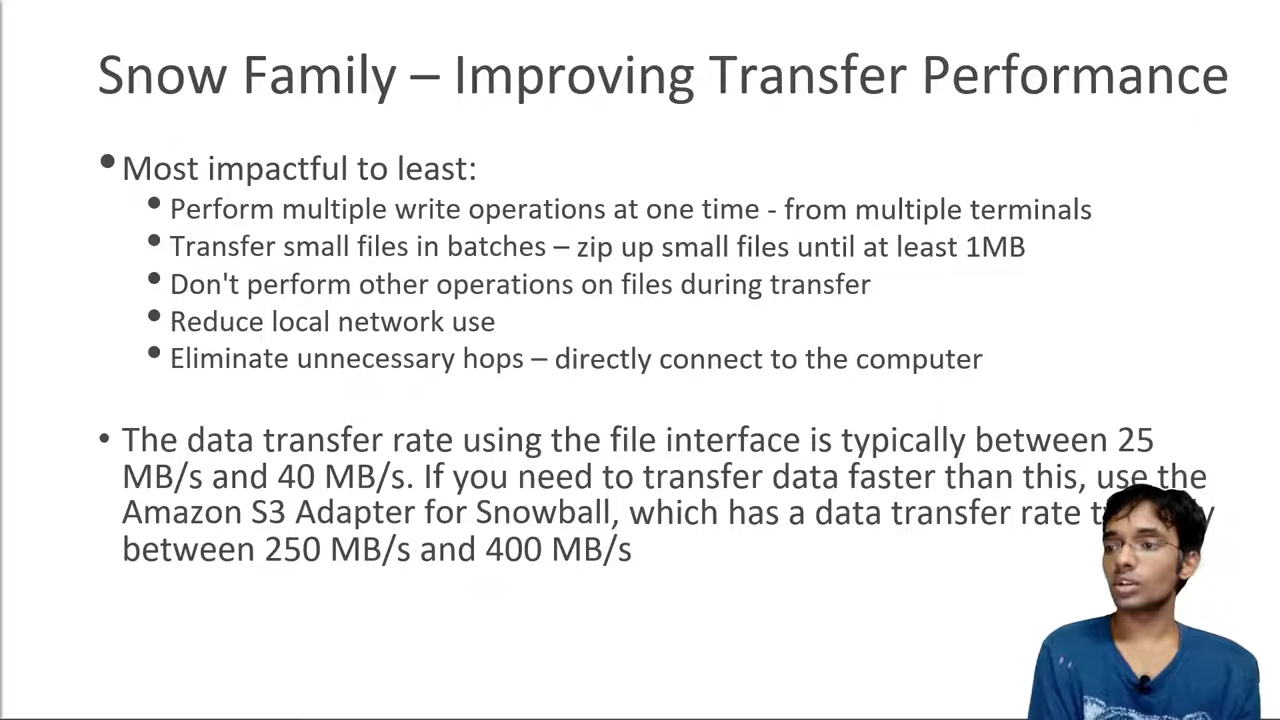 Snow Family – Improving Transfer Performance
• Most impactful to least:
• Perform multiple write operations at one time - from multiple terminals
• Transfer small files in batches – zip up small files until at least 1MB
• Don't perform other operations on files during transfer
• Reduce local network use
• Eliminate unnecessary hops – directly connect to the computer
• The data transfer rate using the file interface is typically between 25
MB/s and 40 MB/s. If you need to transfer data faster than this, use the
Amazon S3 Adapter for Snowball, which has a data transfer rate
between 250 MB/s and 400 MB/s